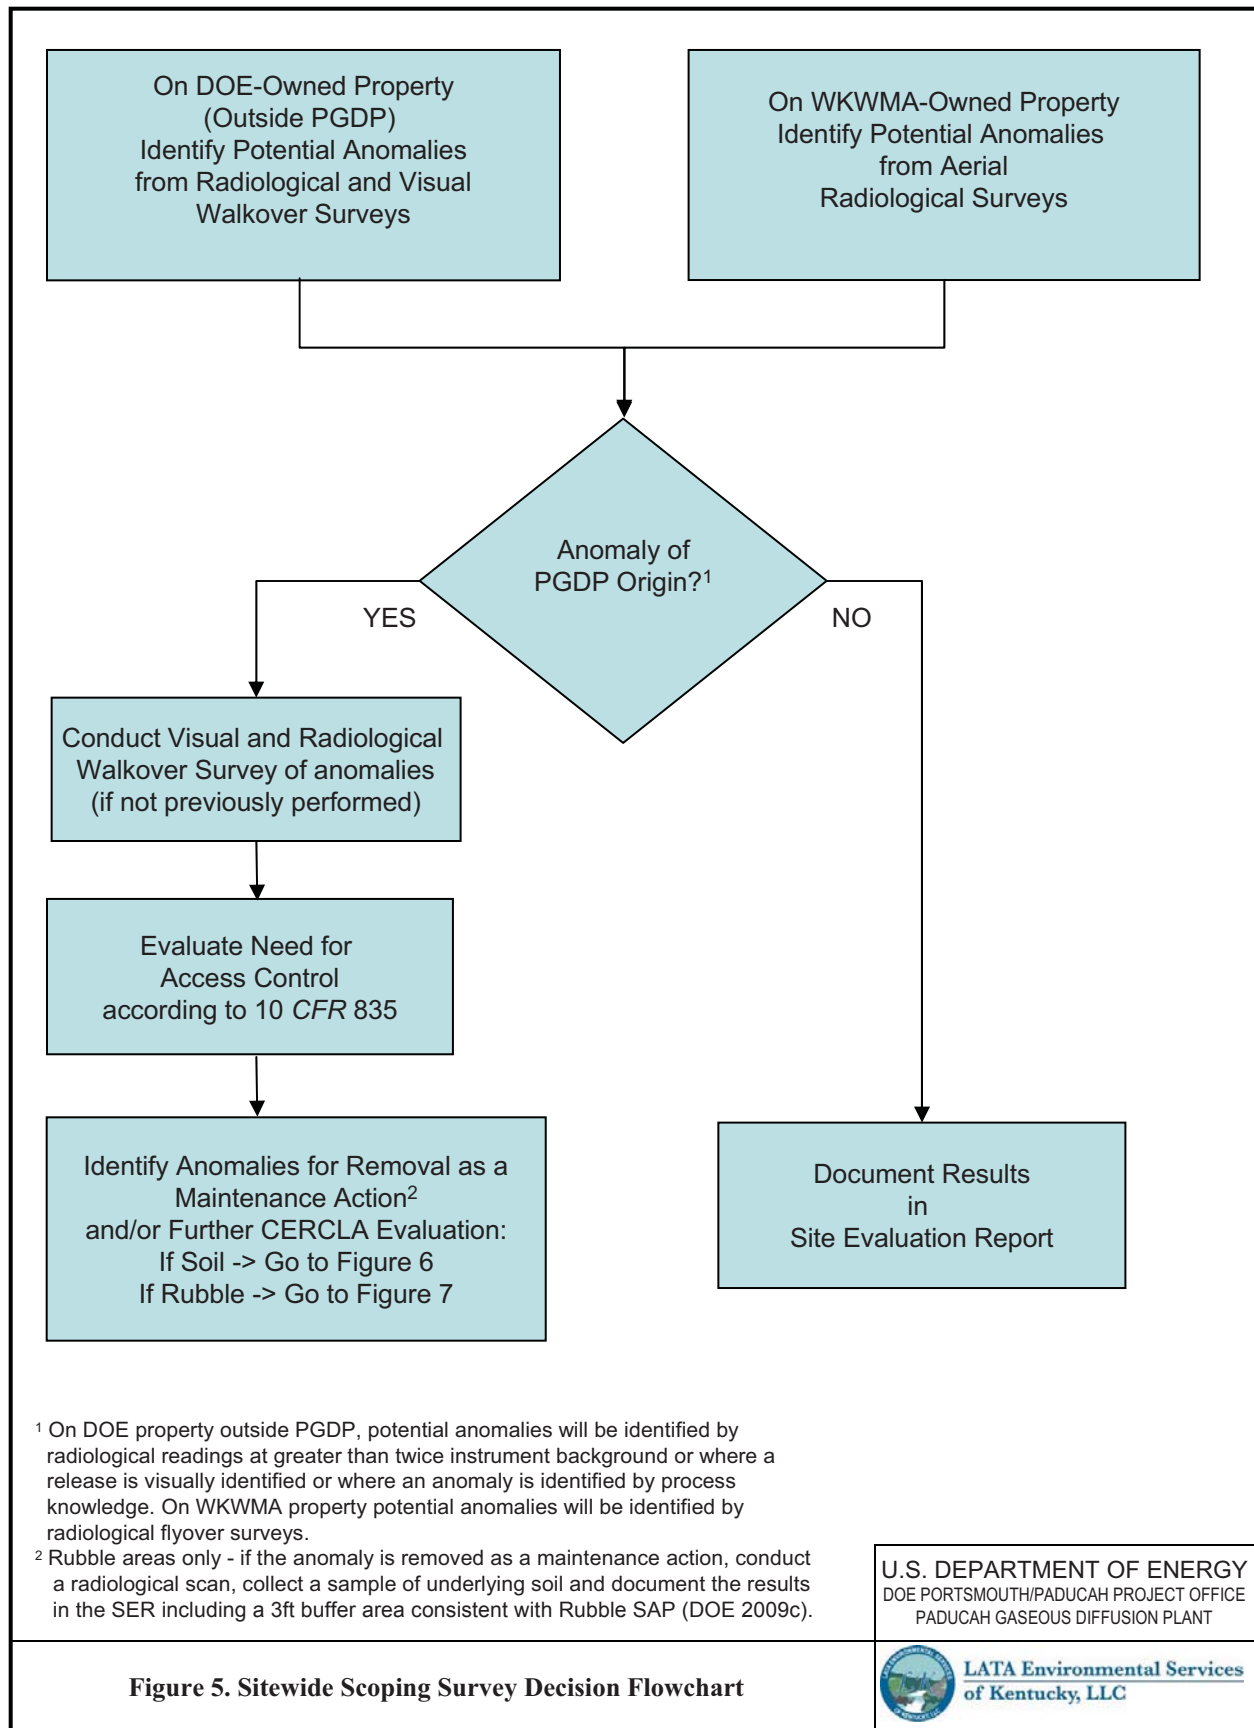 On DOE-Owned Property
(Outside PGDP)
Identify Potential Anomalies
from Radiological and Visual
Walkover Surveys
On WKWMA-Owned Property
Identify Potential Anomalies
from Aerial
Radiological Surveys
Anomaly of
PGDP Origin?¹
YES
NO
Conduct Visual and Radiological
Walkover Survey of anomalies
(if not previously performed)
Evaluate Need for
Access Control
according to 10 CFR 835
Identify Anomalies for Removal as a
Maintenance Action²
and/or Further CERCLA Evaluation:
If Soil -> Go to Figure 6
If Rubble -> Go to Figure 7
Document Results
in
Site Evaluation Report
¹ On DOE property outside PGDP, potential anomalies will be identified by
radiological readings at greater than twice instrument background or where a
release is visually identified or where an anomaly is identified by process
knowledge. On WKWMA property potential anomalies will be identified by
radiological flyover surveys.
² Rubble areas only - if the anomaly is removed as a maintenance action, conduct
a radiological scan, collect a sample of underlying soil and document the results
in the SER including a 3ft buffer area consistent with Rubble SAP (DOE 2009c).
U.S. DEPARTMENT OF ENERGY
DOE PORTSMOUTH/PADUCAH PROJECT OFFICE
PADUCAH GASEOUS DIFFUSION PLANT
Figure 5. Sitewide Scoping Survey Decision Flowchart
LATA Environmental Services
of Kentucky, LLC